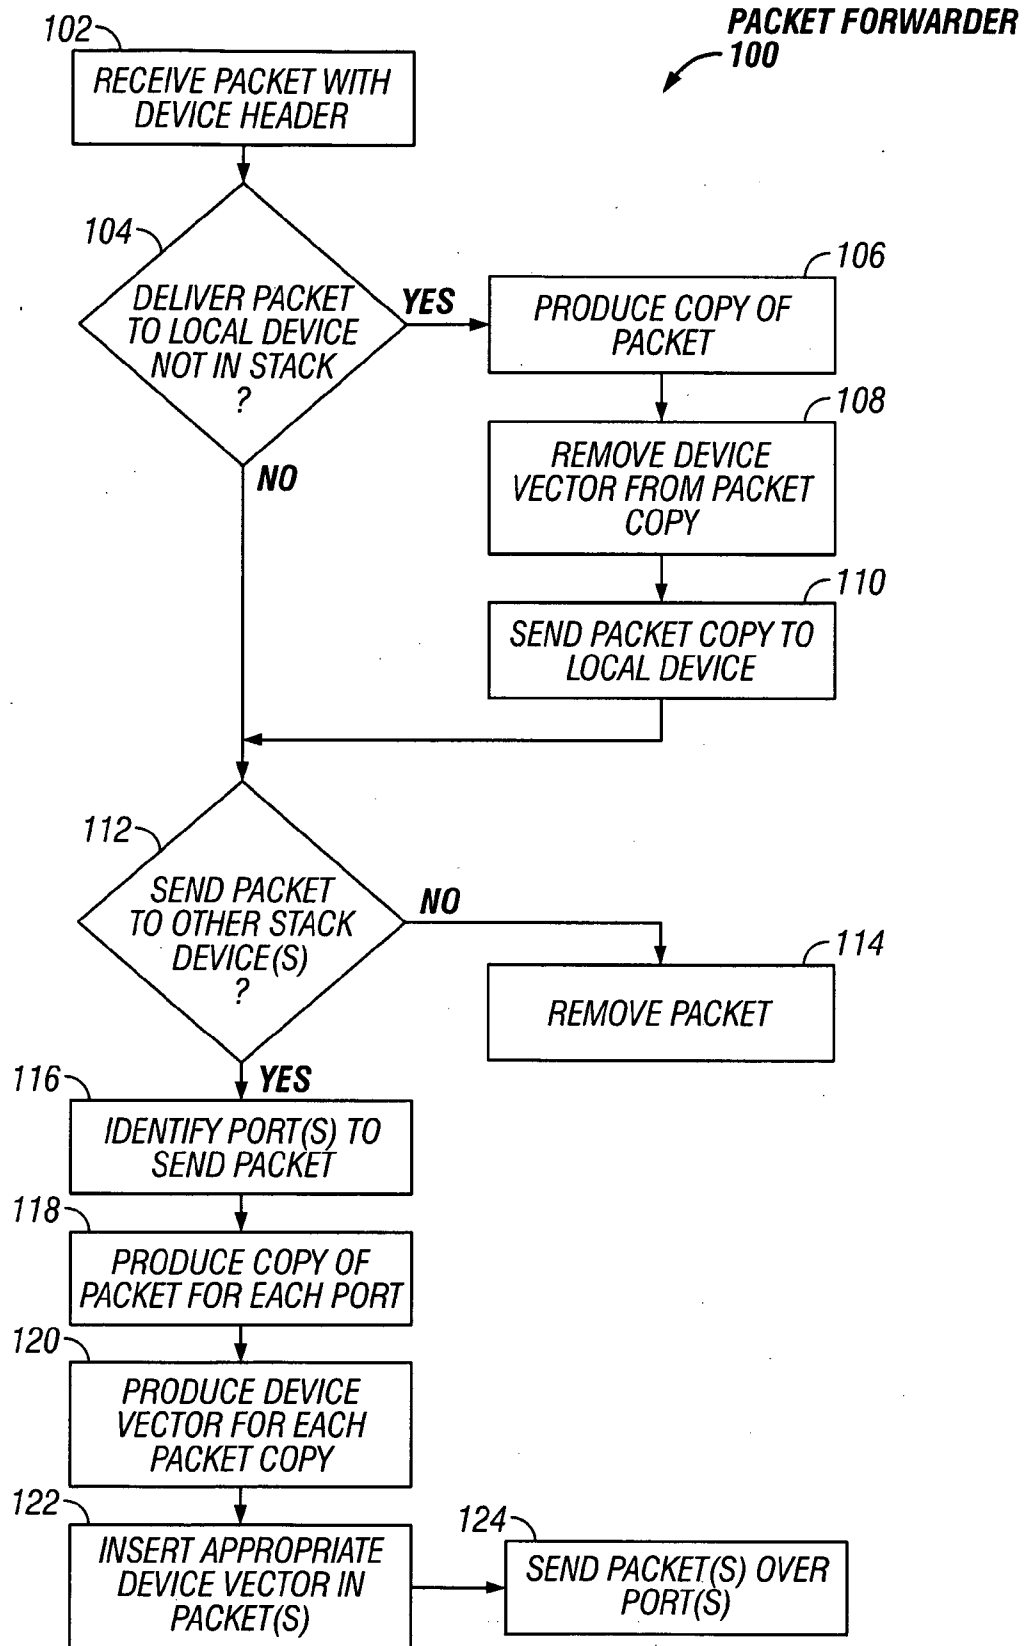 PACKET FORWARDER
100
102
RECEIVE PACKET WITH
DEVICE HEADER
104
DELIVER PACKET
TO LOCAL DEVICE
NOT IN STACK
?
YES
NO
106
PRODUCE COPY OF
PACKET
108
REMOVE DEVICE
VECTOR FROM PACKET
COPY
110
SEND PACKET COPY TO
LOCAL DEVICE
112
SEND PACKET
TO OTHER STACK
DEVICE(S)
?
NO
YES
114
REMOVE PACKET
116
IDENTIFY PORT(S) TO
SEND PACKET
118
PRODUCE COPY OF
PACKET FOR EACH PORT
120
PRODUCE DEVICE
VECTOR FOR EACH
PACKET COPY
122
INSERT APPROPRIATE
DEVICE VECTOR IN
PACKET(S)
124
SEND PACKET(S) OVER
PORT(S)